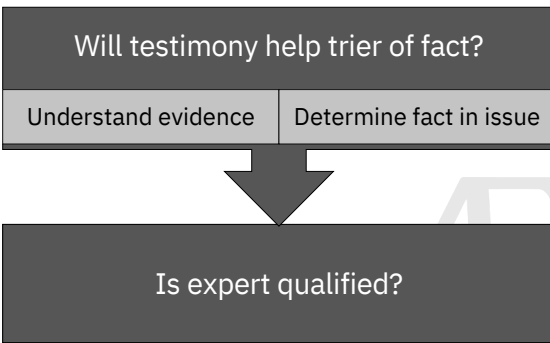 Will testimony help trier of fact?
Understand evidence
Determine fact in issue
Is expert qualified?